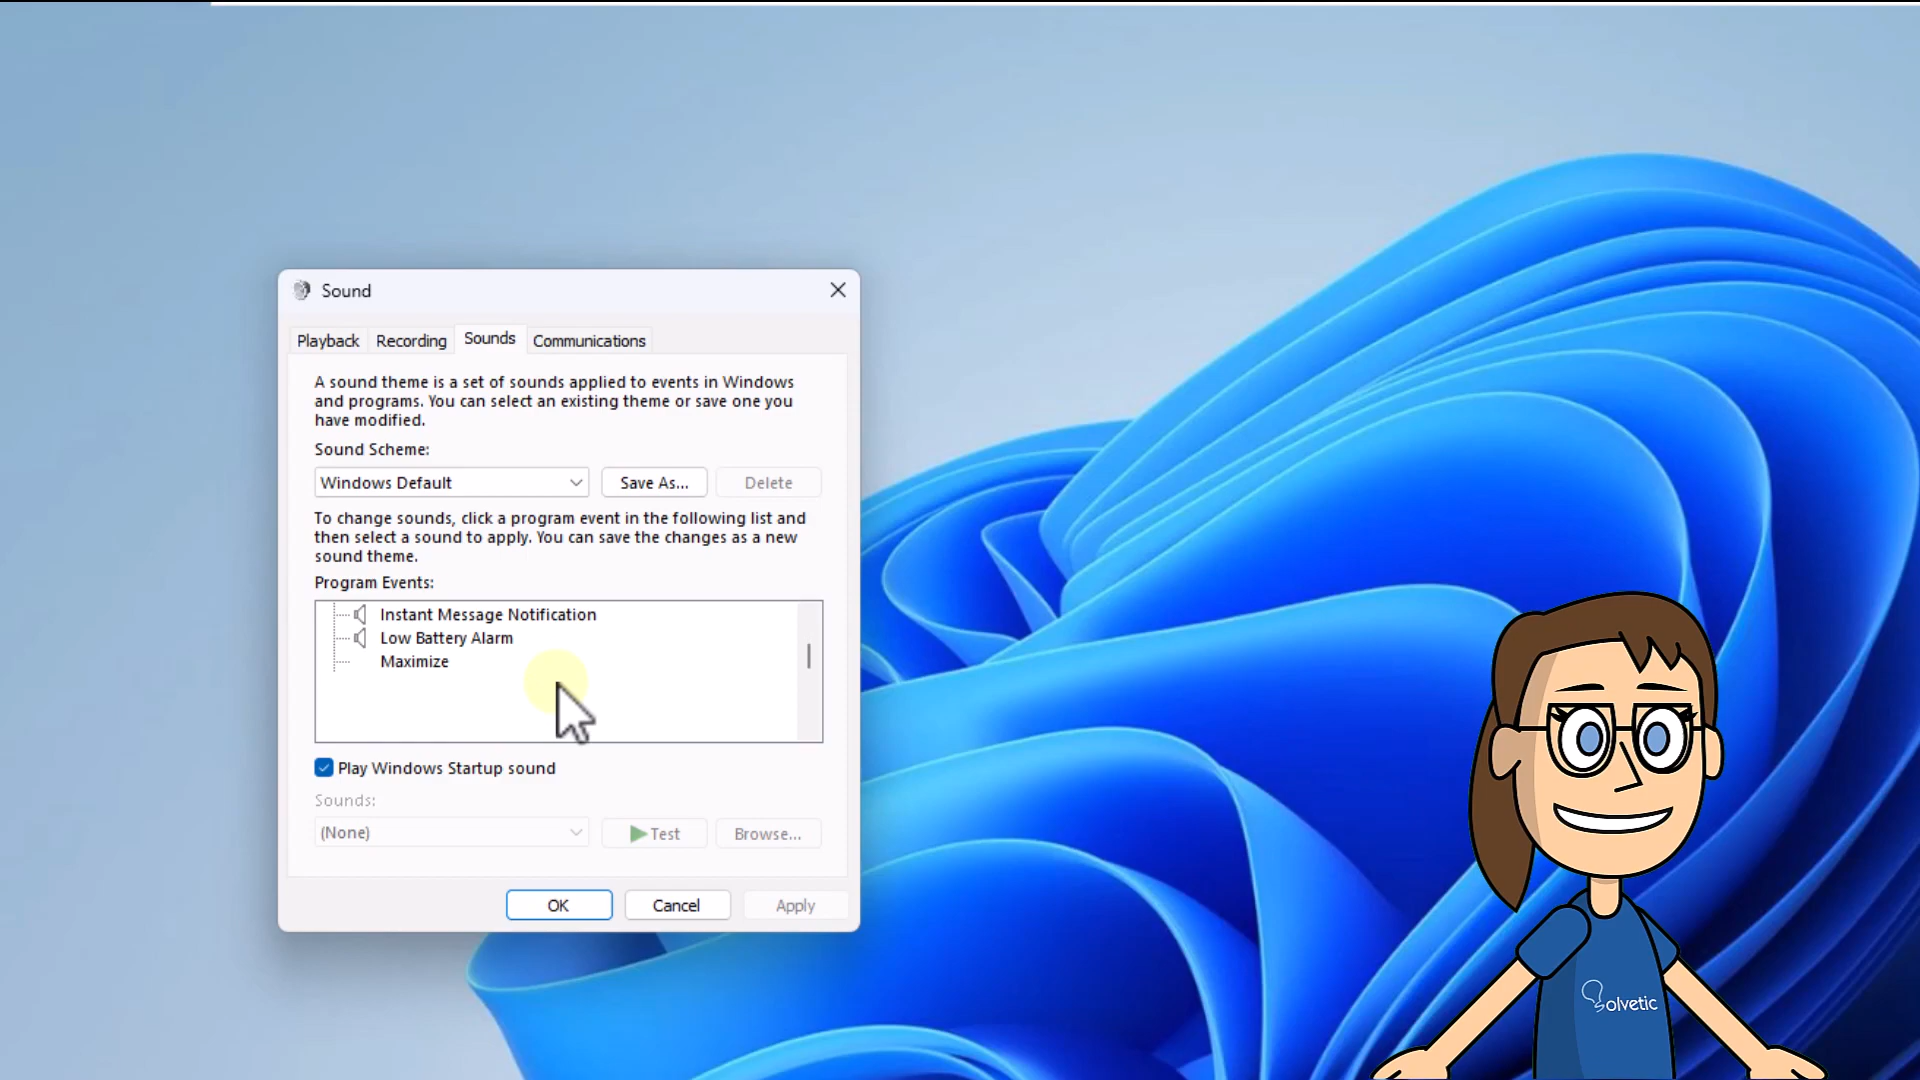 Sound
Playback Recording Sounds Communications
A sound theme is a set of sounds applied to events in Windows
and programs. You can select an existing theme or save one you
have modified.
Sound Scheme:
Windows Default Save As... Delete
To change sounds, click a program event in the following list and
then select a sound to apply. You can save the changes as a new
sound theme.
Program Events:
Instant Message Notification
Low Battery Alarm
Maximize
Play Windows Startup sound
Sounds:
(None) Test Browse...
OK Cancel Apply
Solvetic